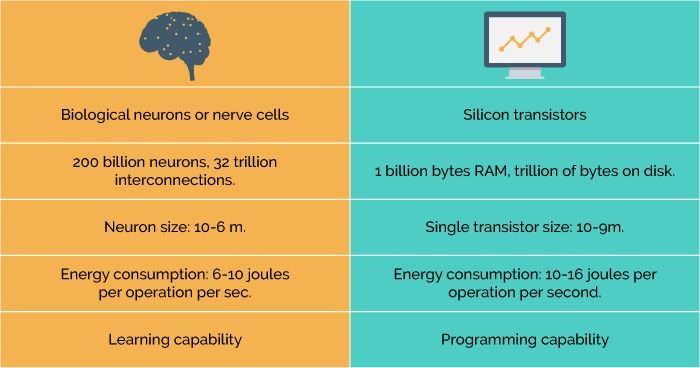 Biological neurons or nerve cells
Silicon transistors
200 billion neurons, 32 trillion
interconnections.
1 billion bytes RAM, trillion of bytes on disk.
Neuron size: 10-6 m.
Single transistor size: 10-9m.
Energy consumption: 6-10 joules
per operation per sec.
Energy consumption: 10-16 joules per
operation per second.
Learning capability
Programming capability